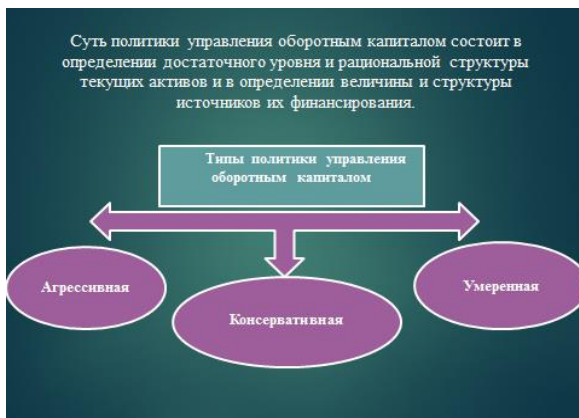 Суть политики управления оборотным капиталом состоит в
определении достаточного уровня и рациональной структуры
текущих активов и в определении величины и структуры
источников их финансирования.
Типы политики управления
оборотным капиталом
Агрессивная
Консервативная
Умеренная